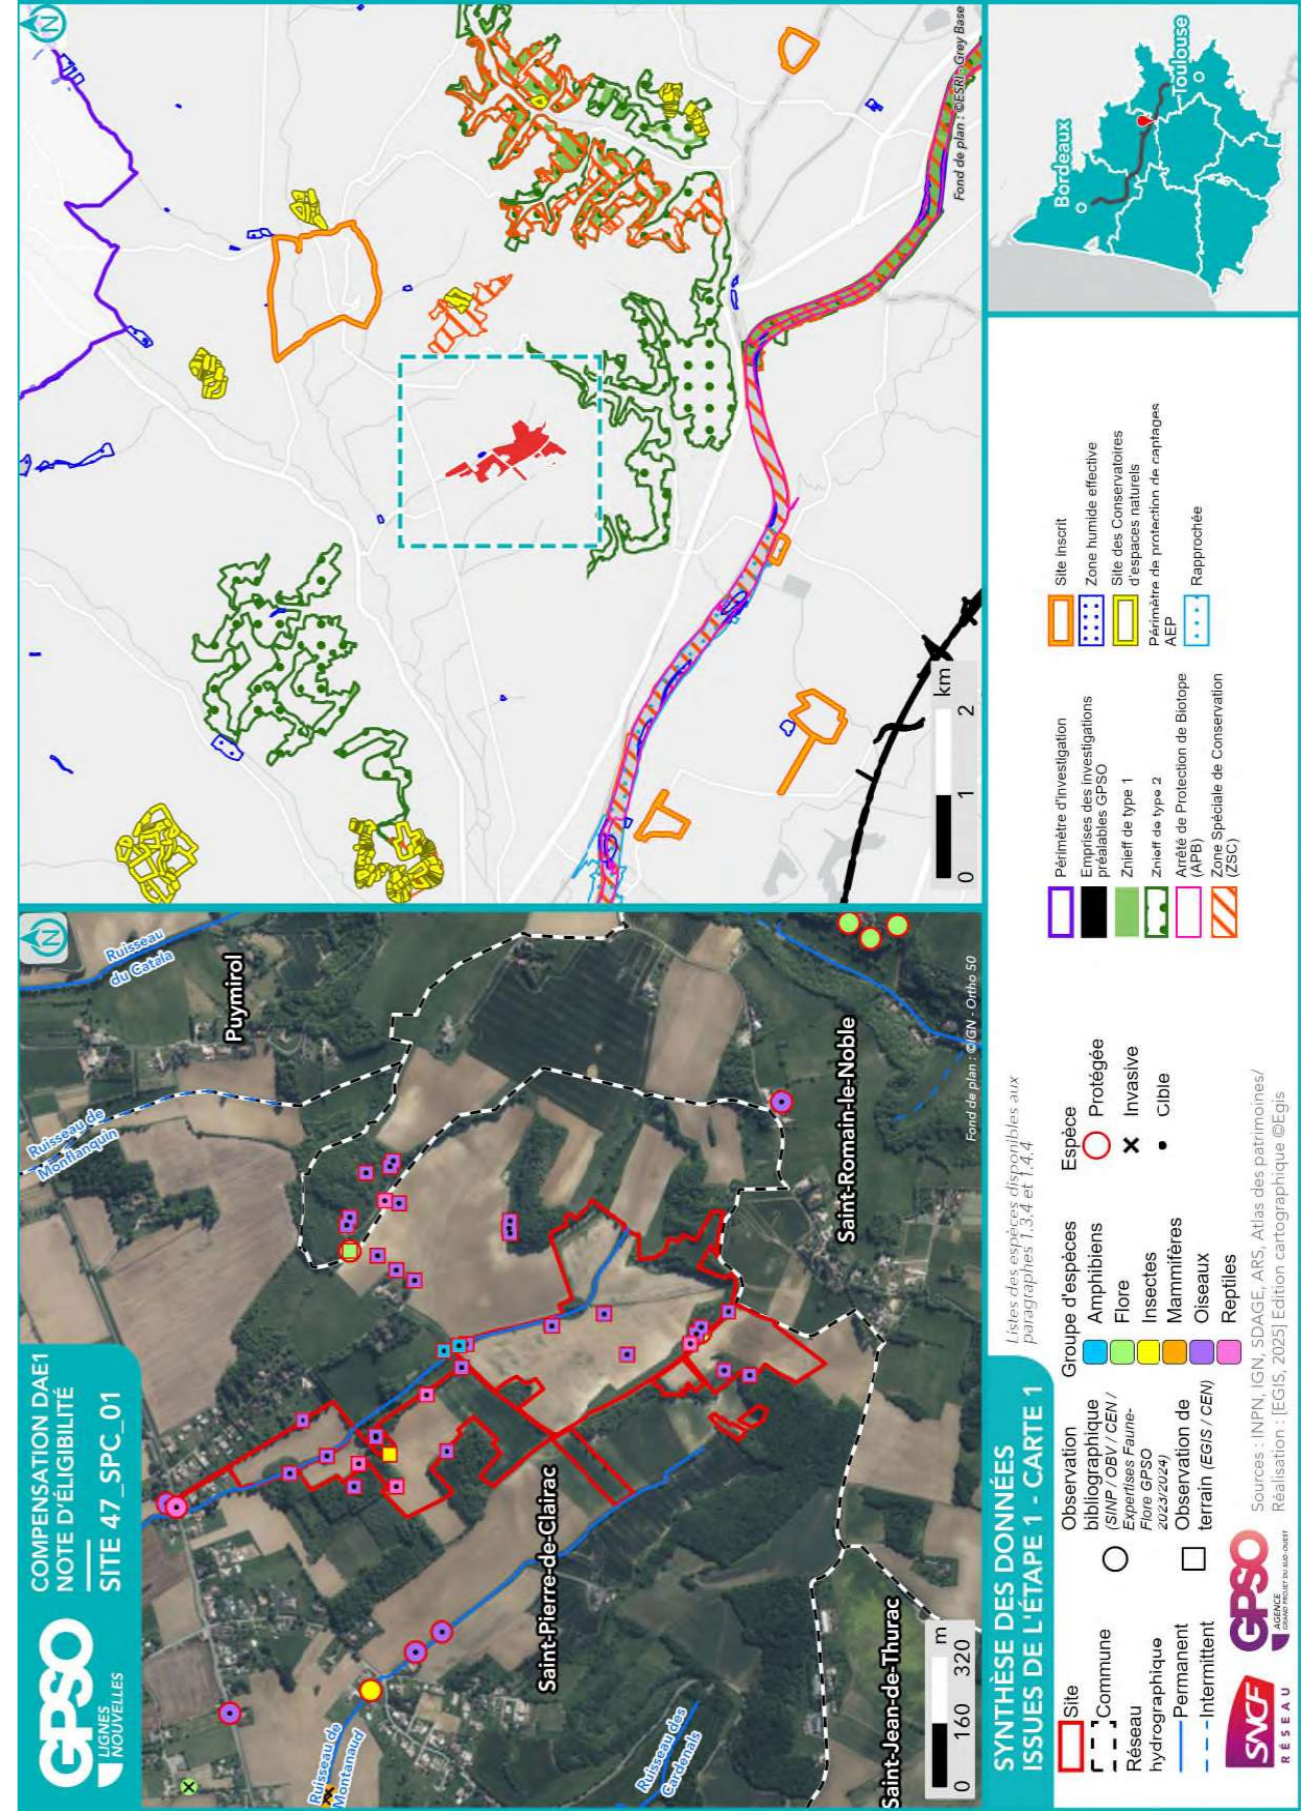 GPSO
LIGNES
NOUVELLES
COMPENSATION DAE1
NOTE D'ÉLIGIBILITÉ
SITE 47_SPC_01
N
Ruisseau
du Catala
Puymirol
Ruisseau de
Monflanquin
Saint-Pierre-de-Clairac
Saint-Romain-le-Noble
Ruisseau de
Montanaud
Ruisseau des
Cardenals
Saint-Jean-de-Thurac
0 160 320 m
Fond de plan : ©IGN - Ortho 50
N
0 1 2 km
Fond de plan : ©ESRI - Grey Base
Bordeaux
Toulouse
SYNTHÈSE DES DONNÉES
ISSUES DE L'ÉTAPE 1 - CARTE 1
Listes des espèces disponibles aux
paragraphes 1.3.4 et 1.4.4
Site
Commune
Réseau
hydrographique
Permanent
Intermittent
Observation
bibliographique
(SINP / OBV / CEN /
Expertises Faune-
Flore GPSO
2023/2024)
Observation de
terrain (EGIS / CEN)
Groupe d'espèces
Amphibiens
Flore
Insectes
Mammifères
Oiseaux
Reptiles
Espèce
Protégée
Invasive
Cible
Périmètre d'investigation
Emprises des investigations
préalables GPSO
Znieff de type 1
Znieff de type 2
Arrêté de Protection de Biotope
(APB)
Zone Spéciale de Conservation
(ZSC)
Site Inscrit
Zone humide effective
Site des Conservatoires
d'espaces naturels
Périmètre de protection de captages
AEP
Rapprochée
SNCF
RÉSEAU
GPSO
AGENCE
GRAND PROJET DU SUD-OUEST
Sources : INPN, IGN, SDAGE, ARS, Atlas des patrimoines/
Réalisation : [EGIS, 2025] Edition cartographique ©Egis